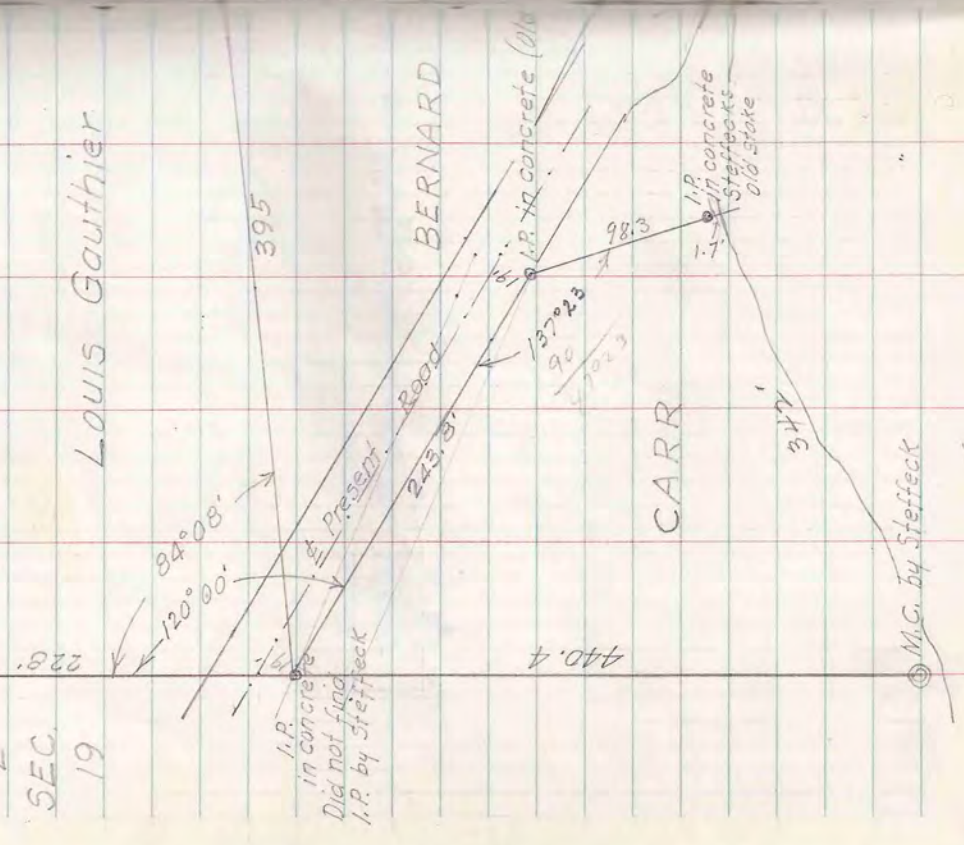 228'
SEC.
19
Louis Gauthier
84°08'
120°00'
395
BERNARD
Present Road
243.8'
I.P.
in concrete
Did not find
I.P. by Steffeck
I.P. in concrete (Old
137°23
90
47°23
98.3
I.P.
in concrete
Steffecks
Old Stake
1.7'
CARR
342'
440.4
M.C. by Steffeck